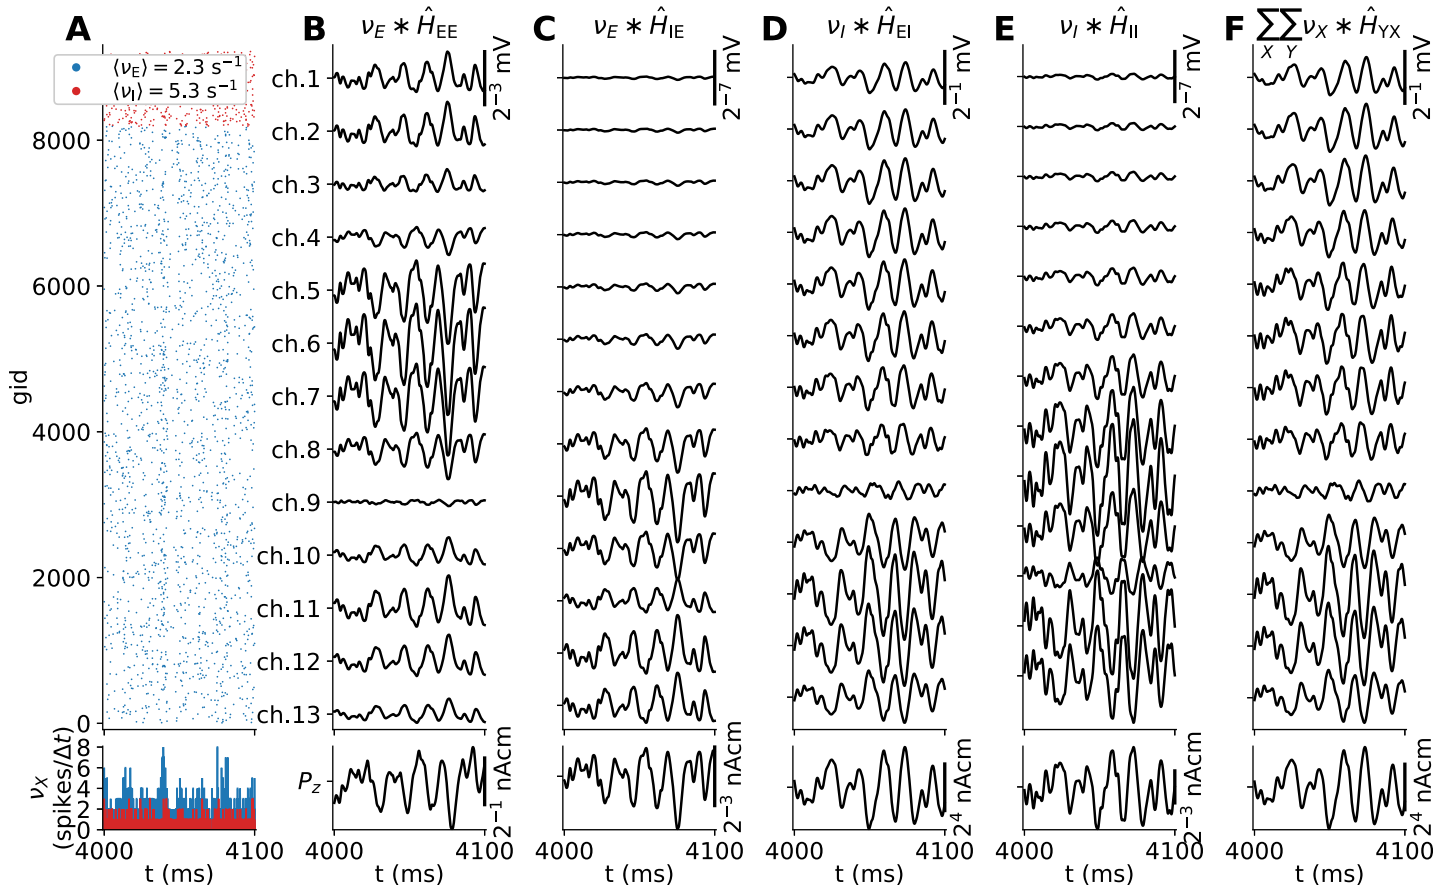 A
B ν_E ∗ Ĥ_EE
C ν_E ∗ Ĥ_IE
D ν_I ∗ Ĥ_EI
E ν_I ∗ Ĥ_II
F ∑_X ∑_Y ν_X ∗ Ĥ_YX
⟨ν_E⟩ = 2.3 s⁻¹
⟨ν_I⟩ = 5.3 s⁻¹
gid
8000
6000
4000
2000
0
ν_X
(spikes/Δt)
8
6
4
2
0
4000 4100
t (ms)
ch.1
ch.2
ch.3
ch.4
ch.5
ch.6
ch.7
ch.8
ch.9
ch.10
ch.11
ch.12
ch.13
2⁻³ mV
P_z
2⁻¹ nAcm
4000 4100
t (ms)
2⁻⁷ mV
2⁻³ nAcm
4000 4100
t (ms)
2⁻¹ mV
2⁴ nAcm
4000 4100
t (ms)
2⁻⁷ mV
2⁻³ nAcm
4000 4100
t (ms)
2⁻¹ mV
2⁴ nAcm
4000 4100
t (ms)